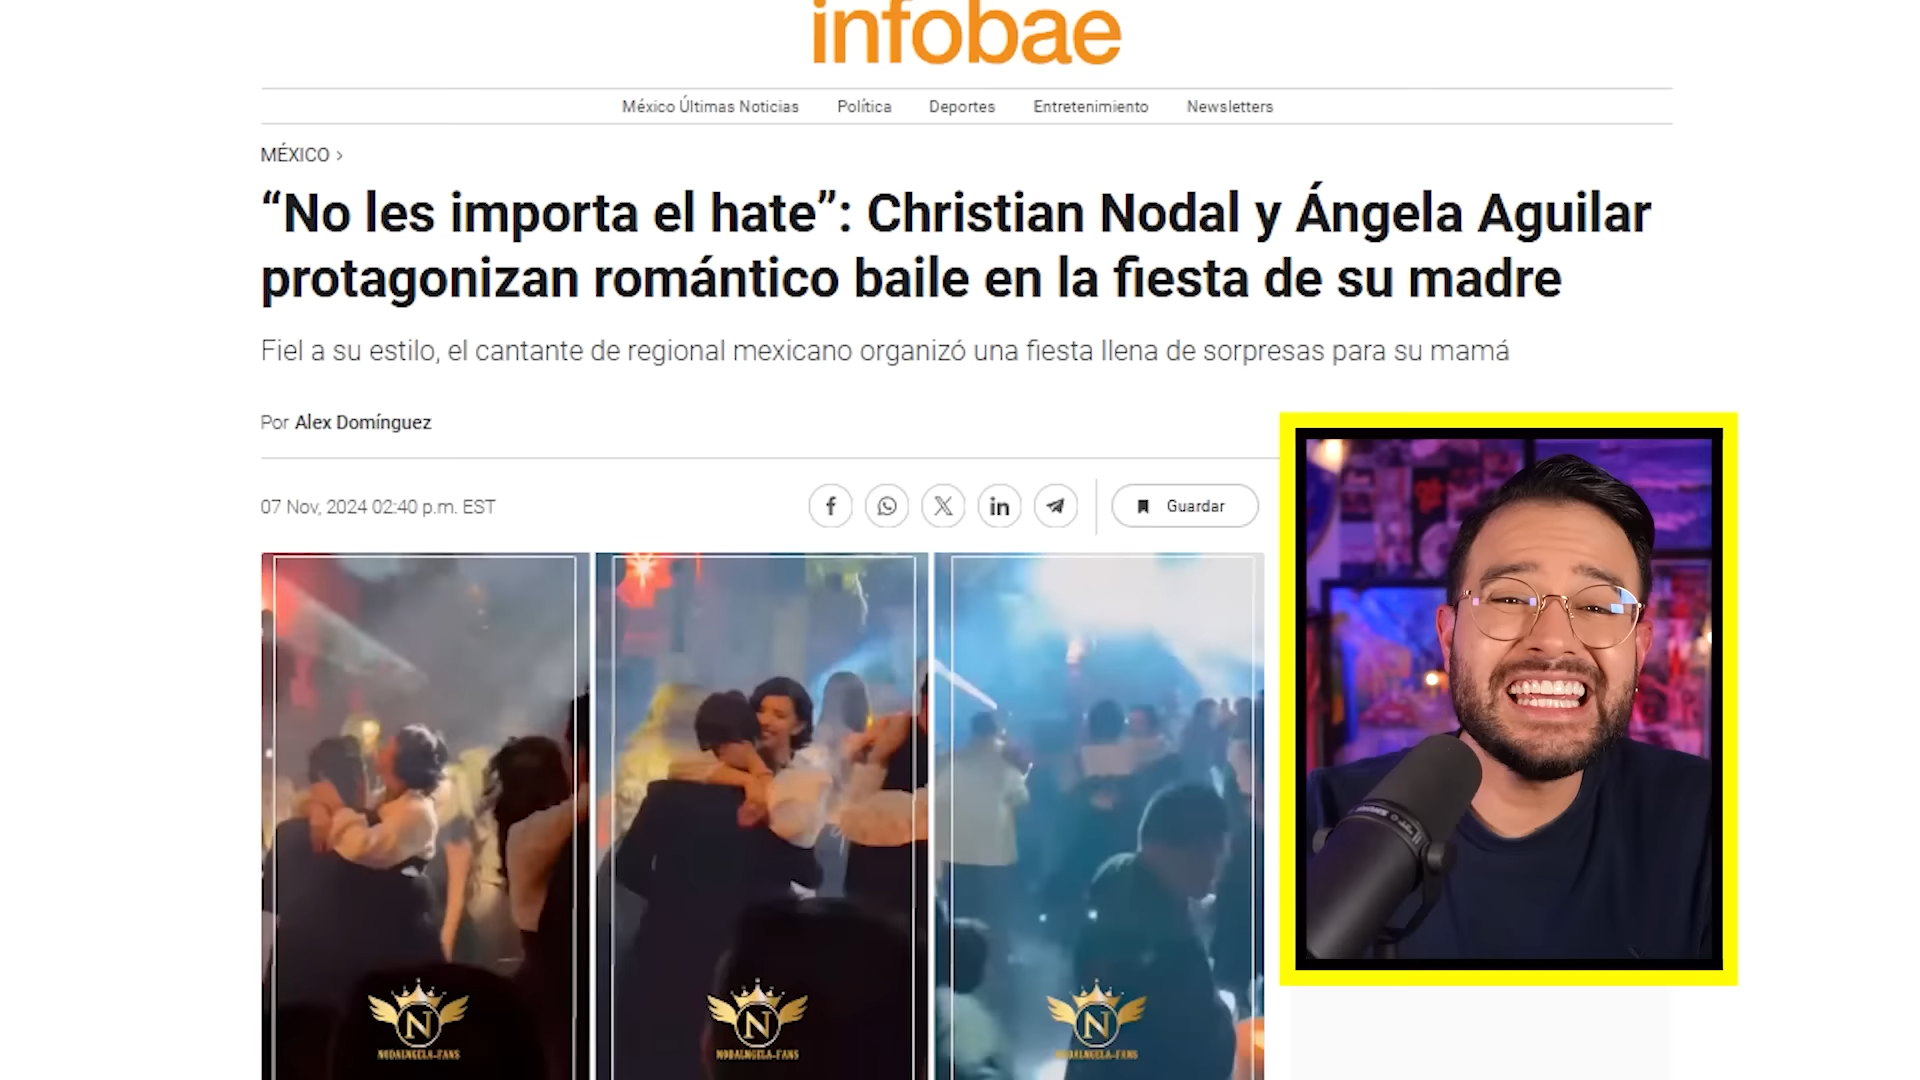 infobae
México Últimas Noticias Política Deportes Entretenimiento Newsletters
MÉXICO >
“No les importa el hate”: Christian Nodal y Ángela Aguilar
protagonizan romántico baile en la fiesta de su madre
Fiel a su estilo, el cantante de regional mexicano organizó una fiesta llena de sorpresas para su mamá
Por Alex Domínguez
07 Nov, 2024 02:40 p.m. EST
Guardar
N
NODALNGELA-FANS
N
NODALNGELA-FANS
N
NODALNGELA-FANS